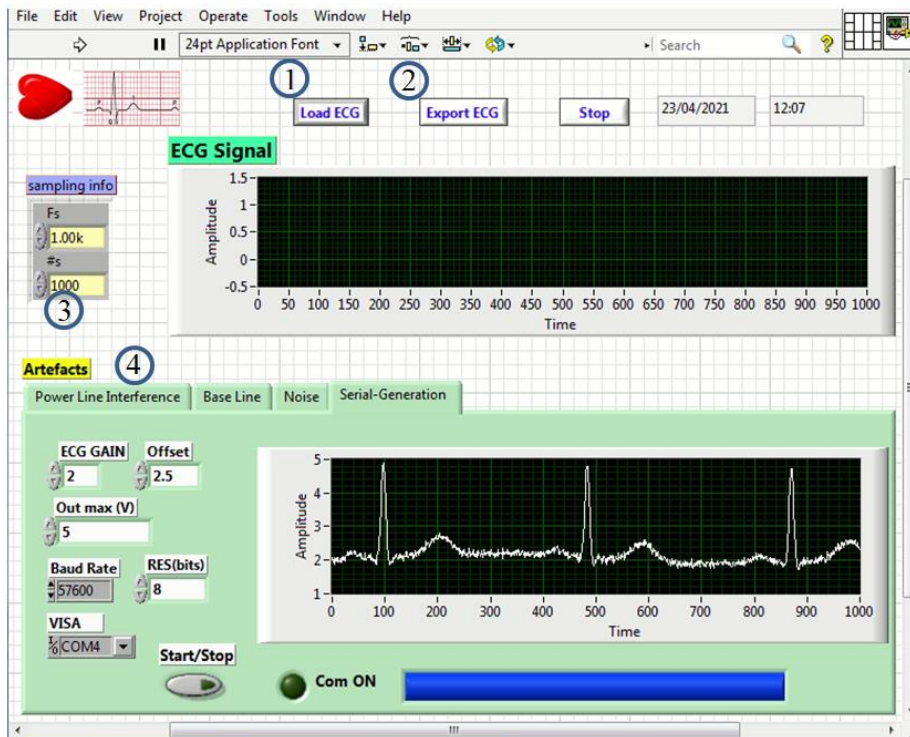 File Edit View Project Operate Tools Window Help
24pt Application Font Search ?
1 2
Load ECG Export ECG Stop 23/04/2021 12:07
ECG Signal
sampling info
Fs
1.00k
#s
1000
3
1.5
1
0.5
0
-0.5
Amplitude
0 50 100 150 200 250 300 350 400 450 500 550 600 650 700 750 800 850 900 950 1000
Time
Artefacts
4
Power Line Interference Base Line Noise Serial-Generation
ECG GAIN Offset
2 2.5
Out max (V)
5
Baud Rate RES(bits)
57600 8
VISA
COM4
Start/Stop
Com ON
5
4
3
2
1
Amplitude
0 100 200 300 400 500 600 700 800 900 1000
Time